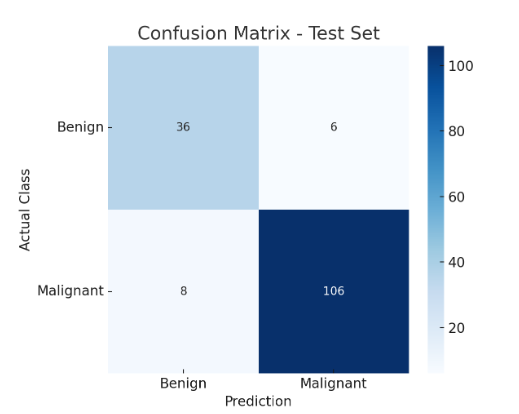 Confusion Matrix - Test Set
100
Benign
36
6
80
60
Actual Class
40
Malignant
8
106
20
Benign
Malignant
Prediction